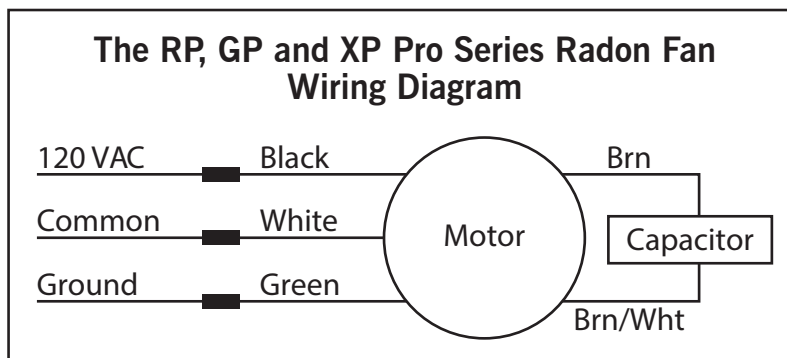 The RP, GP and XP Pro Series Radon Fan
Wiring Diagram
120 VAC
Black
Brn
Common
White
Motor
Capacitor
Ground
Green
Brn/Wht